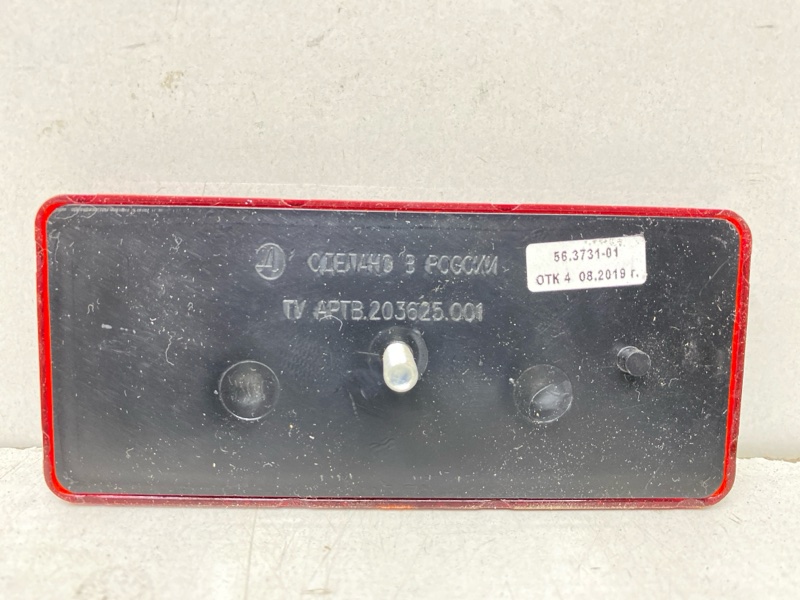 Д СДЕЛАНО В РОССИИ
ТУ АРТВ.203625.001
56.3731-01
ОТК 4 08.2019 г.